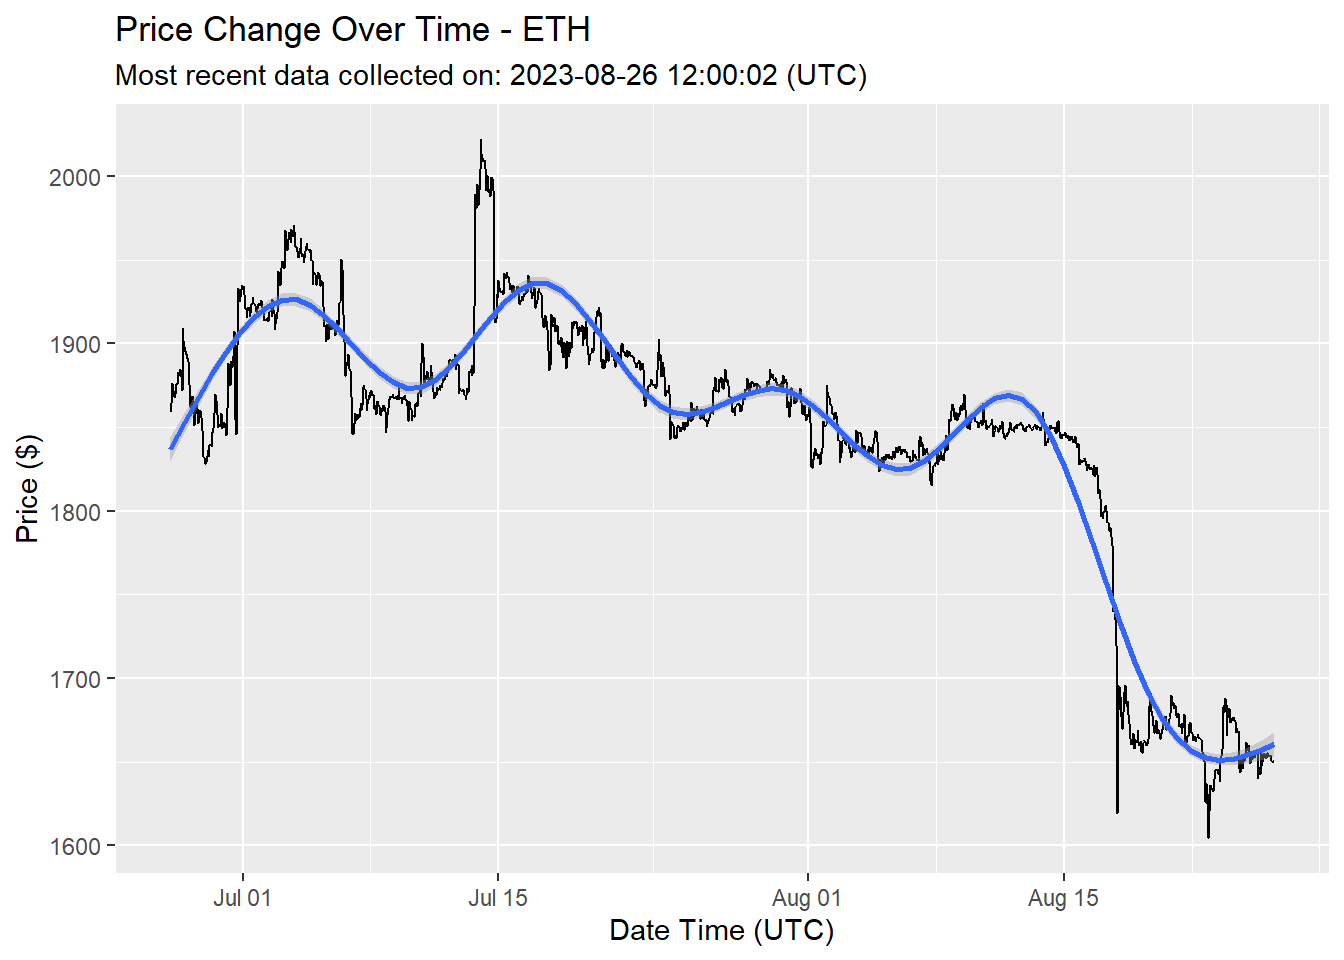 Price Change Over Time - ETH
Most recent data collected on: 2023-08-26 12:00:02 (UTC)
Price ($)
2000
1900
1800
1700
1600
Jul 01
Jul 15
Aug 01
Aug 15
Date Time (UTC)